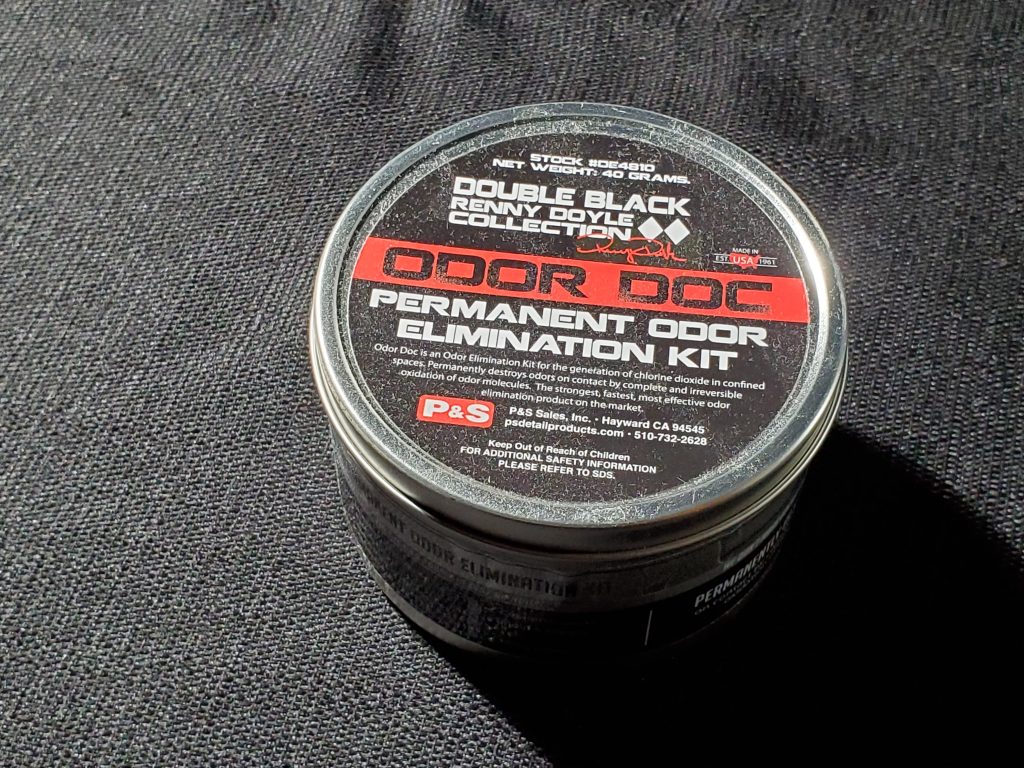 STOCK #DE4610
NET WEIGHT: 40 GRAMS.
DOUBLE BLACK
RENNY DOYLE
COLLECTION
MADE IN
EST. USA 1961
ODOR DOC
PERMANENT ODOR
ELIMINATION KIT
Odor Doc is an Odor Elimination Kit for the generation of chlorine dioxide in confined
spaces. Permanently destroys odors on contact by complete and irreversible
oxidation of odor molecules. The strongest, fastest, most effective odor
elimination product on the market.
P&S
P&S Sales, Inc. · Hayward CA 94545
psdetailproducts.com · 510-732-2628
Keep Out of Reach of Children
FOR ADDITIONAL SAFETY INFORMATION
PLEASE REFER TO SDS.
ODOR ELIMINATION KIT
PERMANENTLY